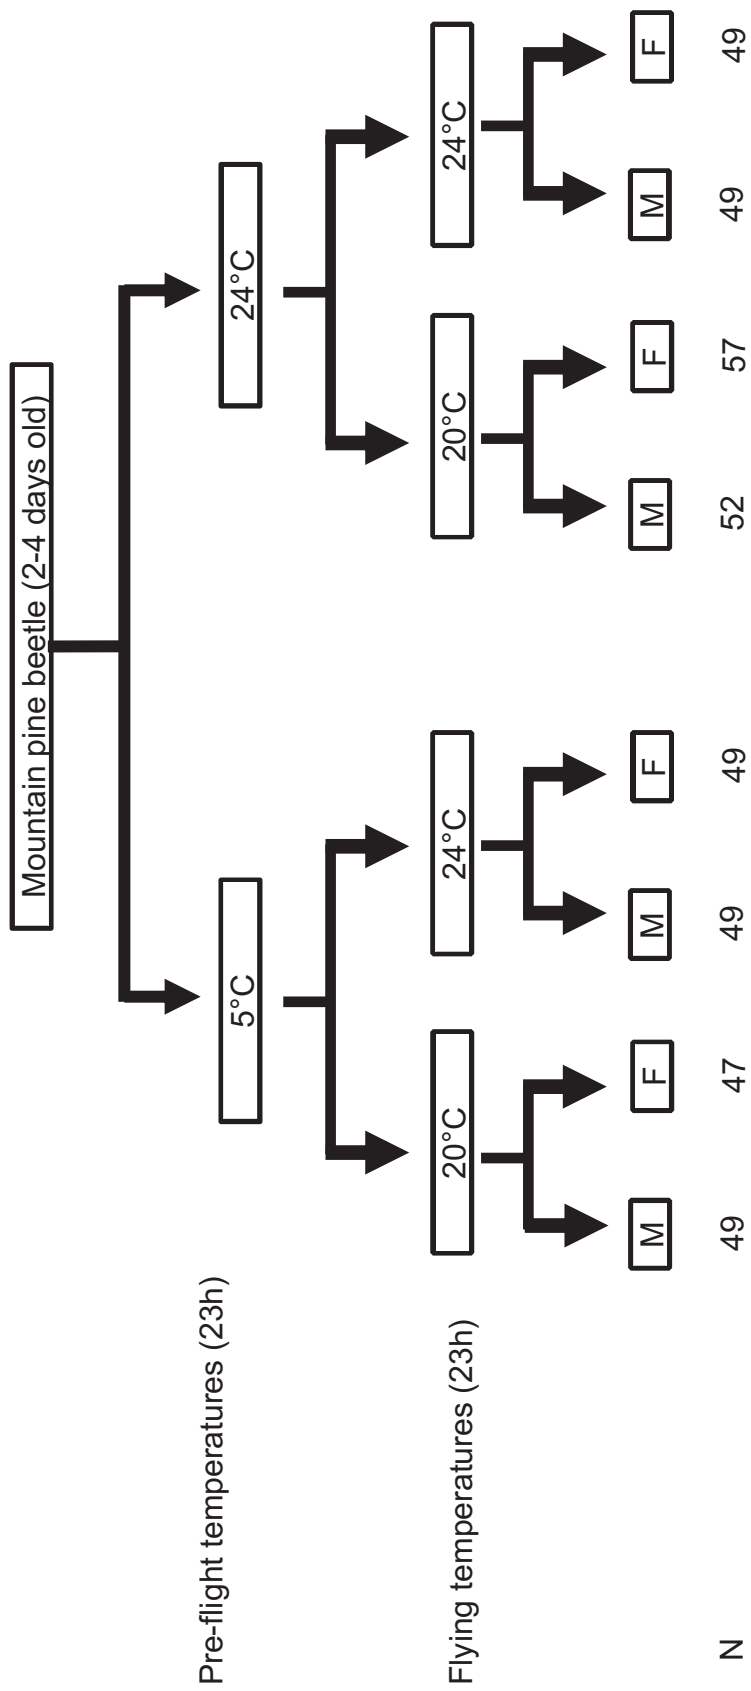 Mountain pine beetle (2-4 days old)
Pre-flight temperatures (23h)
5°C
24°C
Flying temperatures (23h)
20°C
24°C
20°C
24°C
M
F
M
F
M
F
M
F
N
49
47
49
49
52
57
49
49